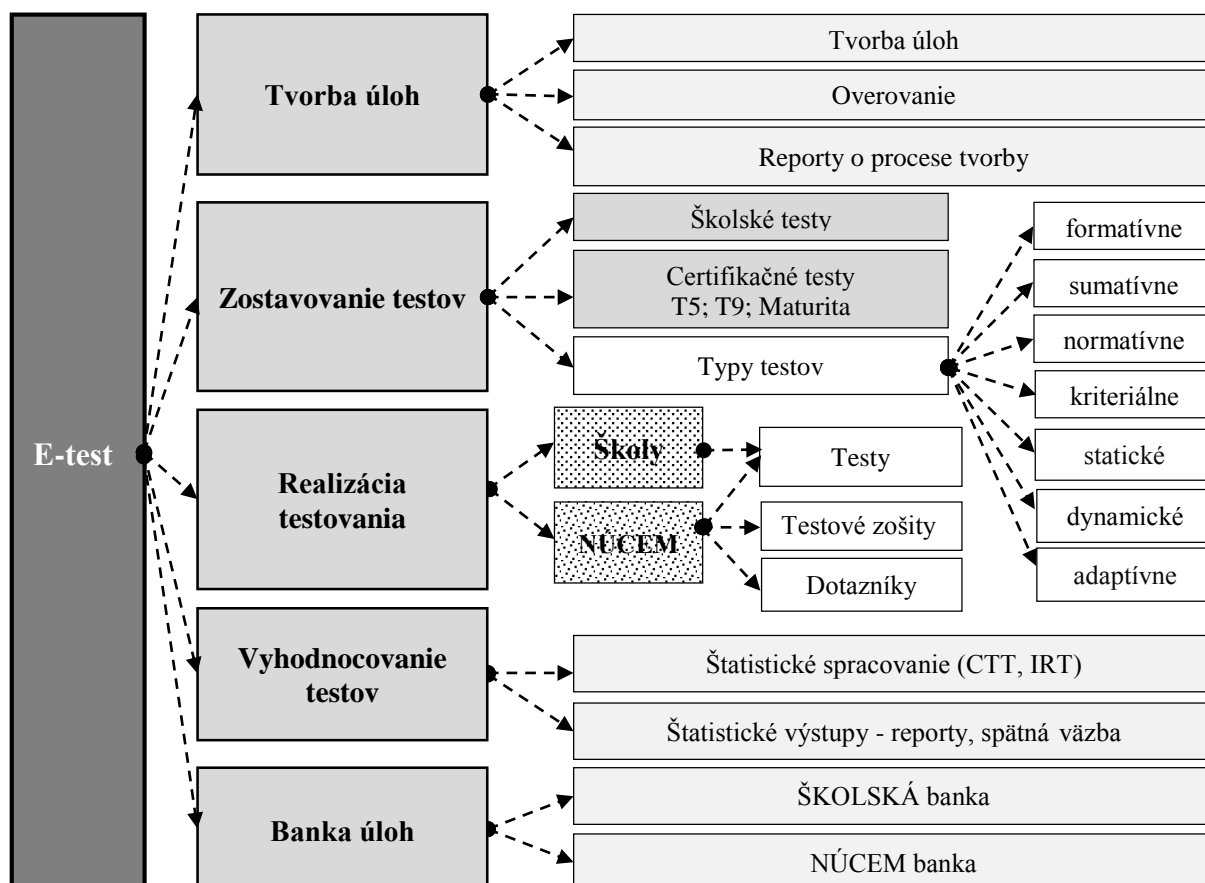 E-test
Tvorba úloh
Tvorba úloh
Overovanie
Reporty o procese tvorby
Zostavovanie testov
Školské testy
Certifikačné testy
T5; T9; Maturita
Typy testov
formatívne
sumatívne
normatívne
kriteriálne
statické
dynamické
adaptívne
Realizácia
testovania
Školy
NÚCEM
Testy
Testové zošity
Dotazníky
Vyhodnocovanie
testov
Štatistické spracovanie (CTT, IRT)
Štatistické výstupy - reporty, spätná väzba
Banka úloh
ŠKOLSKÁ banka
NÚCEM banka